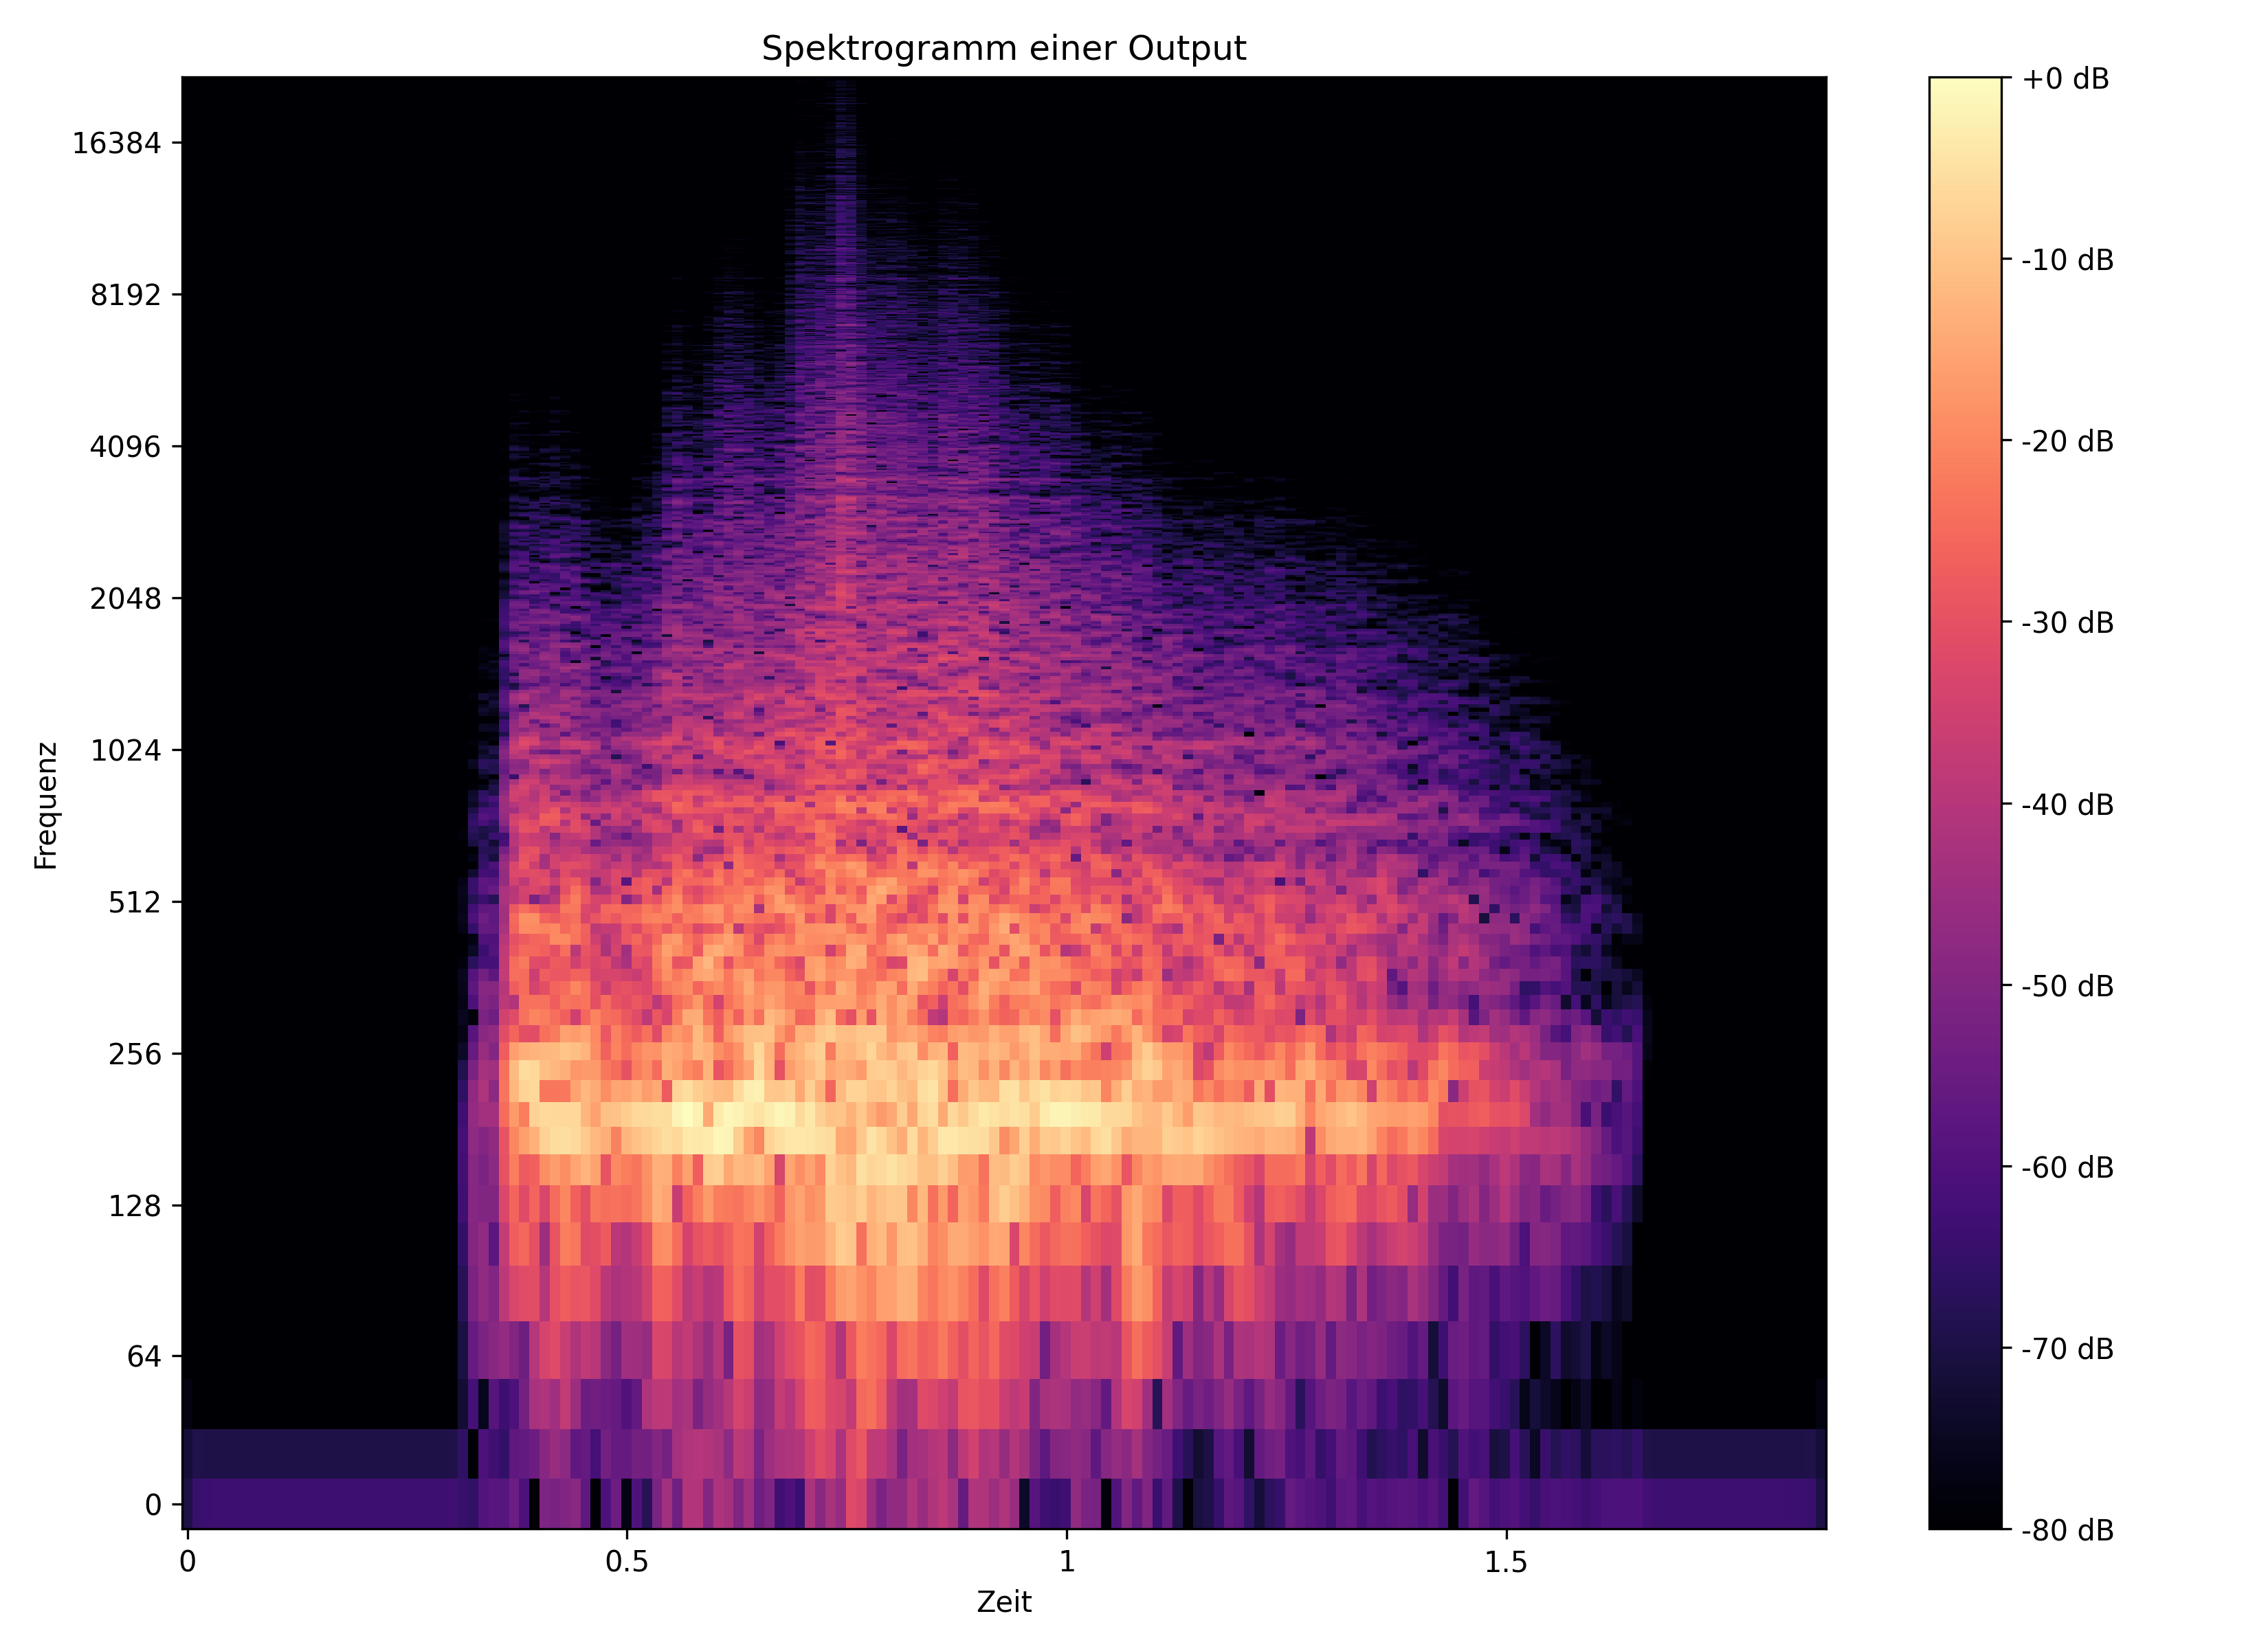 Spektrogramm einer Output
+0 dB
-10 dB
-20 dB
-30 dB
-40 dB
-50 dB
-60 dB
-70 dB
-80 dB
16384
8192
4096
2048
1024
512
256
128
64
0
Frequenz
0
0.5
1
1.5
Zeit